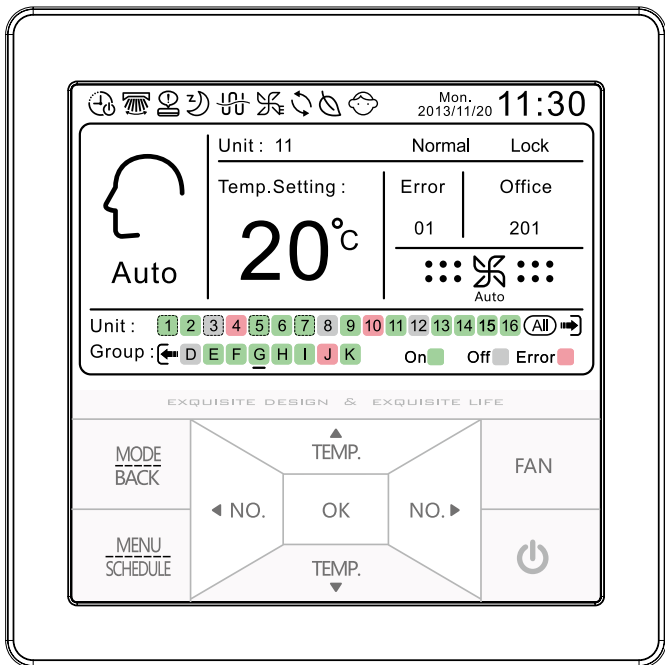 Mon.
2013/11/20 11:30
Unit : 11 Normal Lock
Temp.Setting : Error Office
20°C 01 201
Auto
Auto
Unit : 1 2 3 4 5 6 7 8 9 10 11 12 13 14 15 16 All
Group : D E F G H I J K On Off Error
EXQUISITE DESIGN & EXQUISITE LIFE
MODE
BACK
TEMP.
FAN
NO. OK NO.
MENU
SCHEDULE
TEMP.